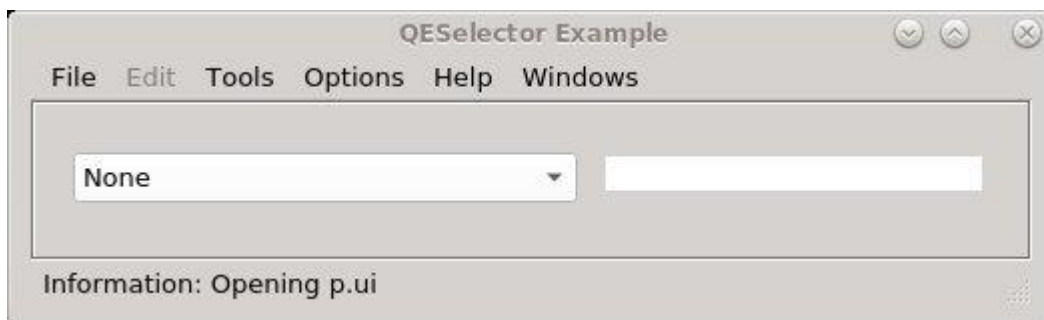 QESelector Example
File Edit Tools Options Help Windows
None
Information: Opening p.ui